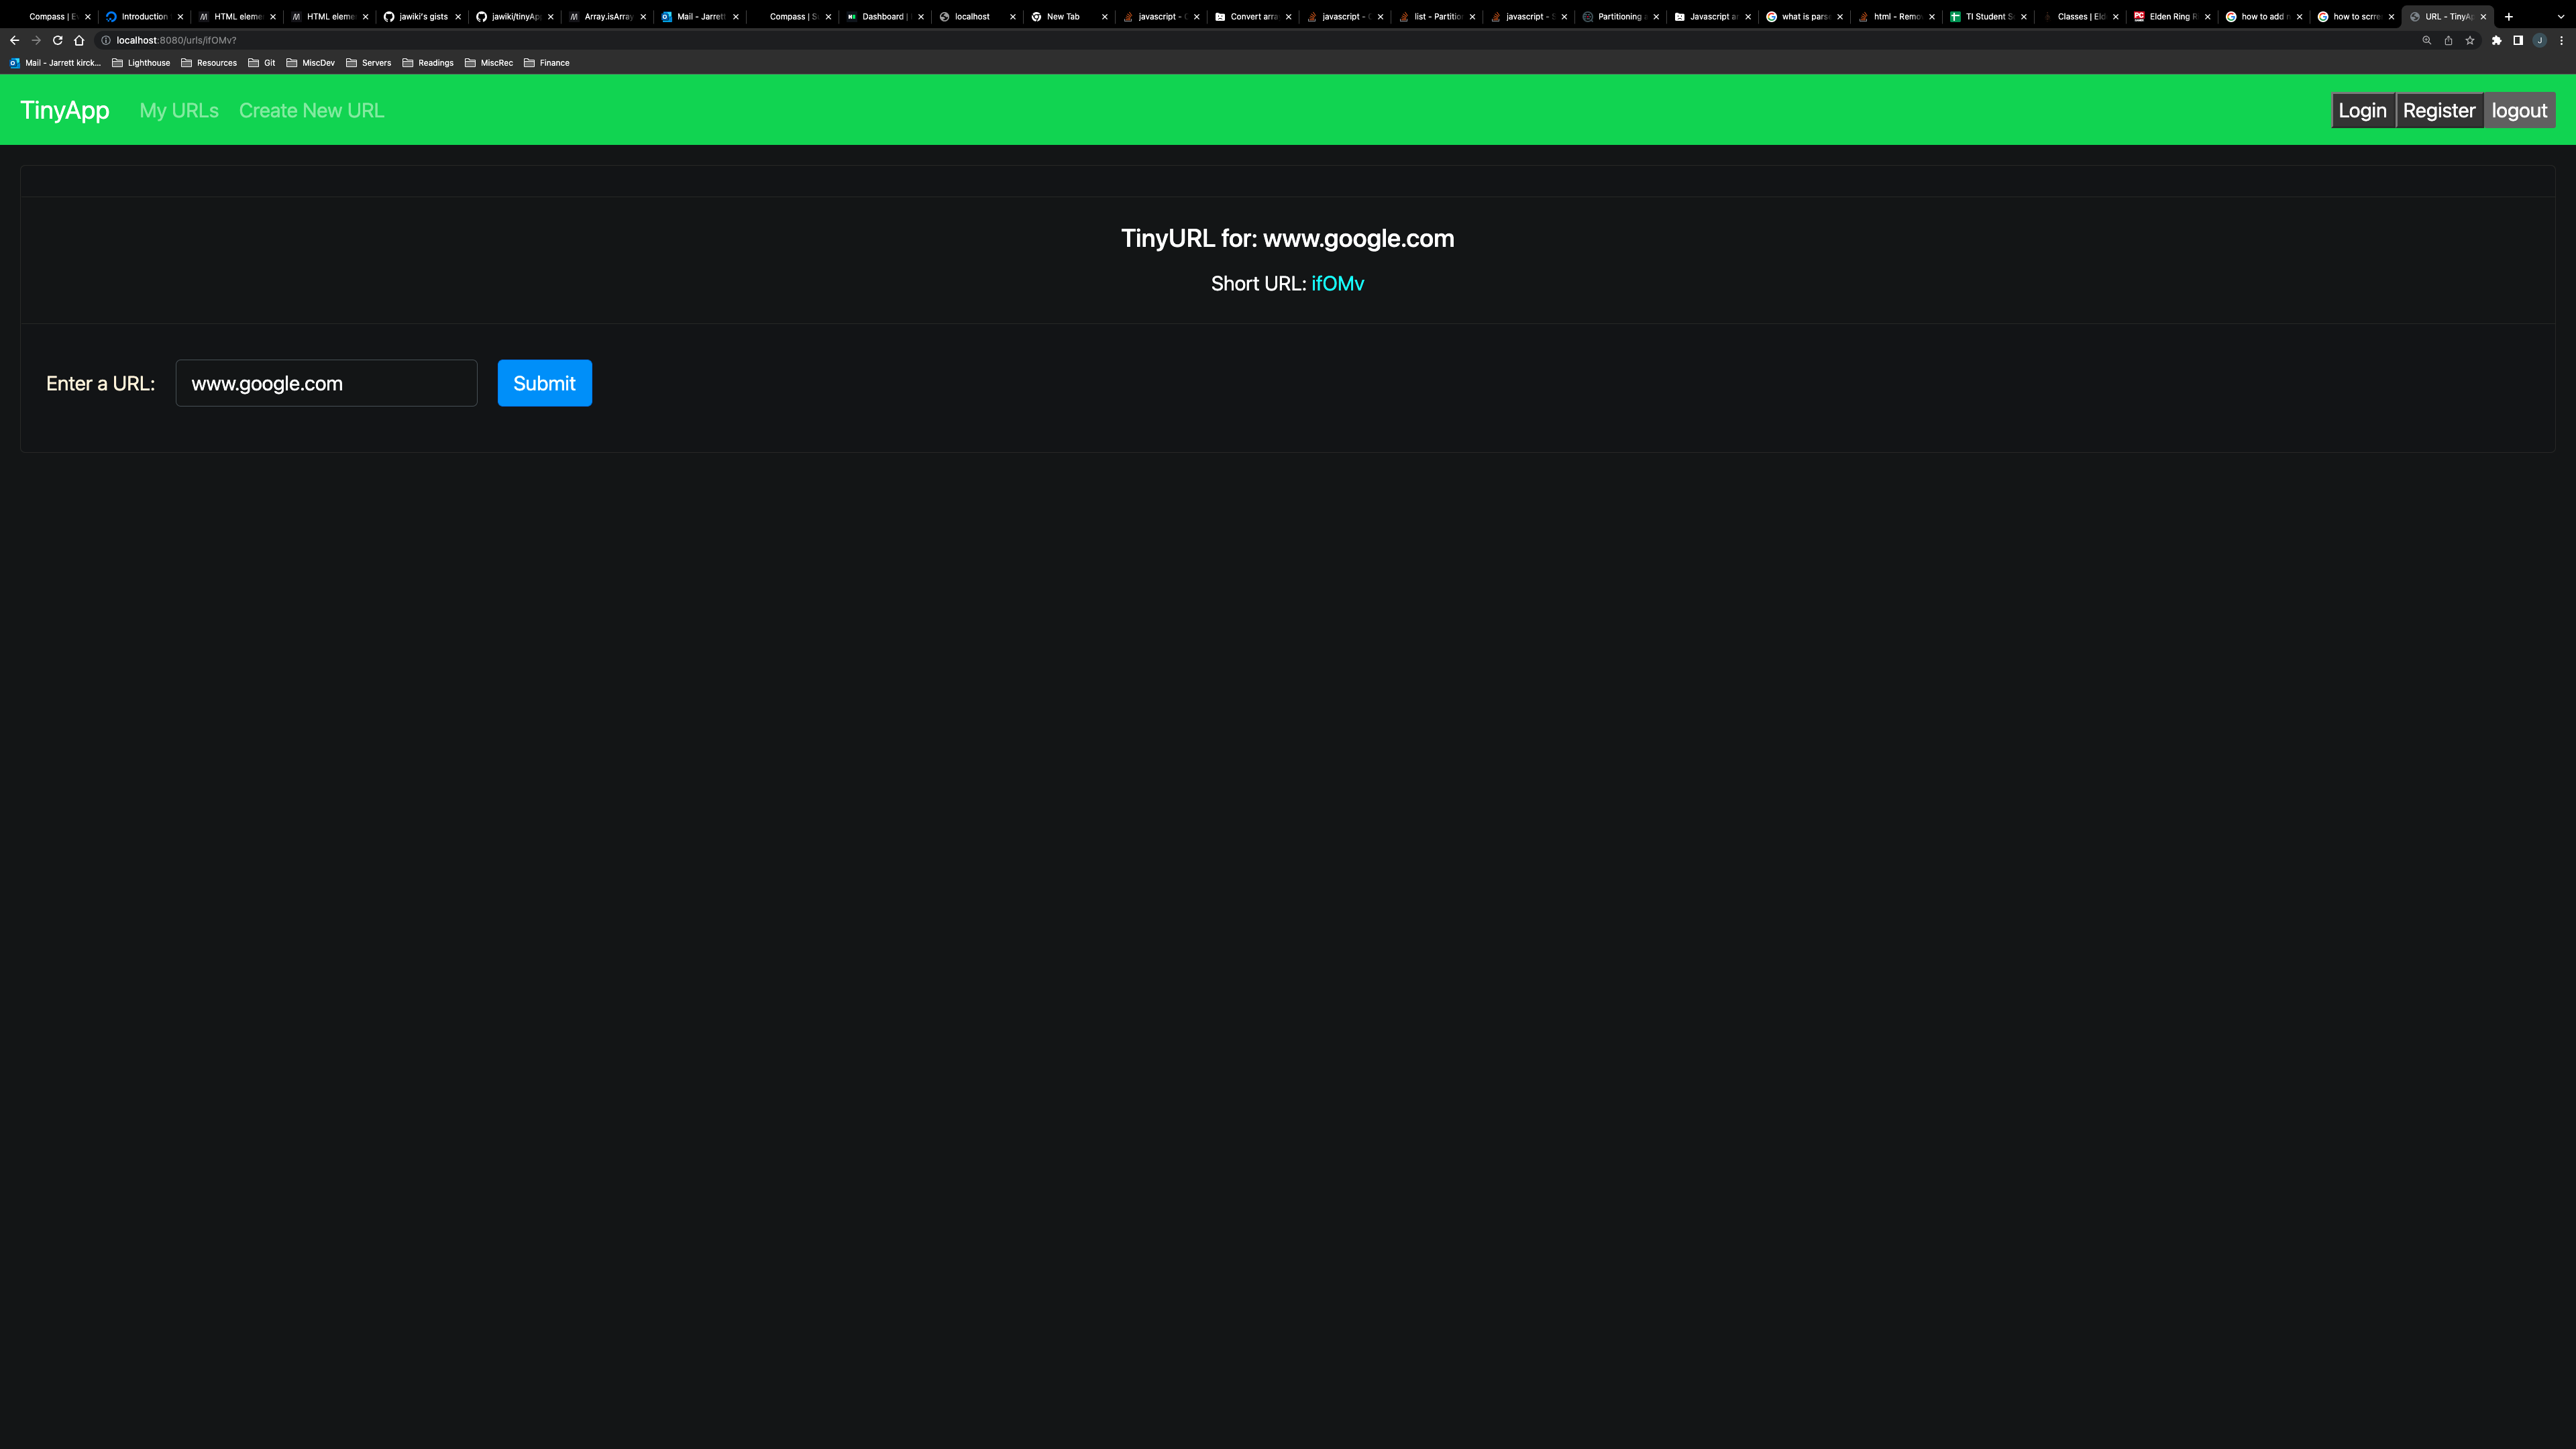 Compass | E Introduction HTML eleme HTML eleme jawiki's gists jawiki/tinyAp Array.isArray Mail - Jarrett Compass | S Dashboard | localhost New Tab javascript - Convert arra javascript - list - Partitio javascript - S Partitioning a Javascript ar what is parse html - Remo TI Student S Classes | Eld Elden Ring R how to add n how to scrre URL - TinyAp
localhost:8080/urls/ifOMv?
J
Mail - Jarrett kirck... Lighthouse Resources Git MiscDev Servers Readings MiscRec Finance
TinyApp My URLs Create New URL Login Register logout
TinyURL for: www.google.com
Short URL: ifOMv
Enter a URL: www.google.com Submit